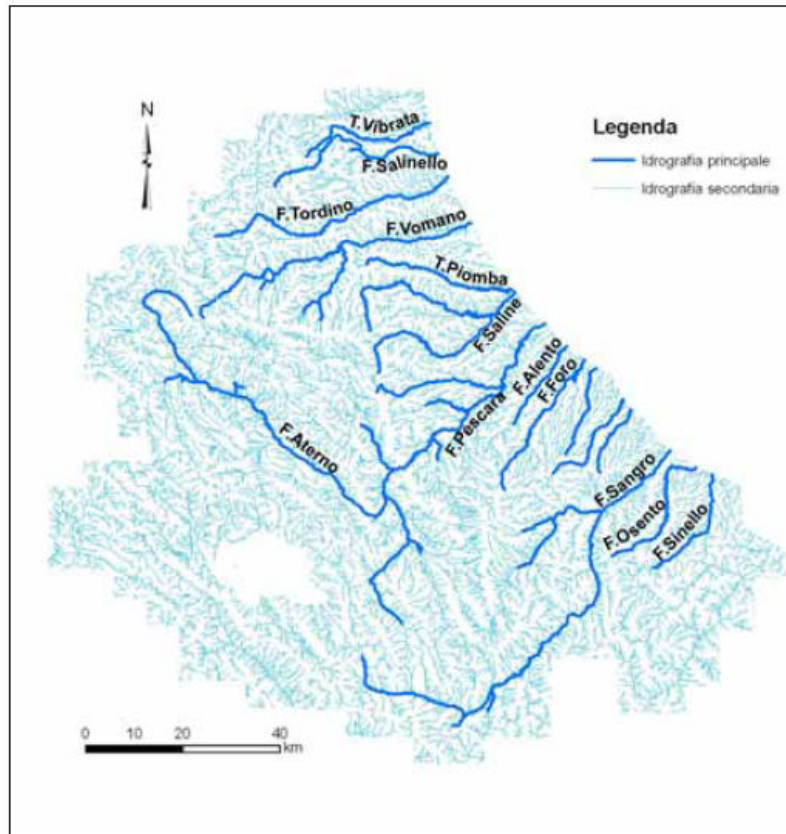 N
T.Vibrata
Legenda
Idrografia principale
F.Salinello
Idrografia secondaria
F.Tordino
F.Vomano
T.Piomba
F.Saline
F.Alento
F.Foro
F.Pescara
F.Aterno
F.Sangro
F.Osento
F.Sinello
0 10 20 40
km